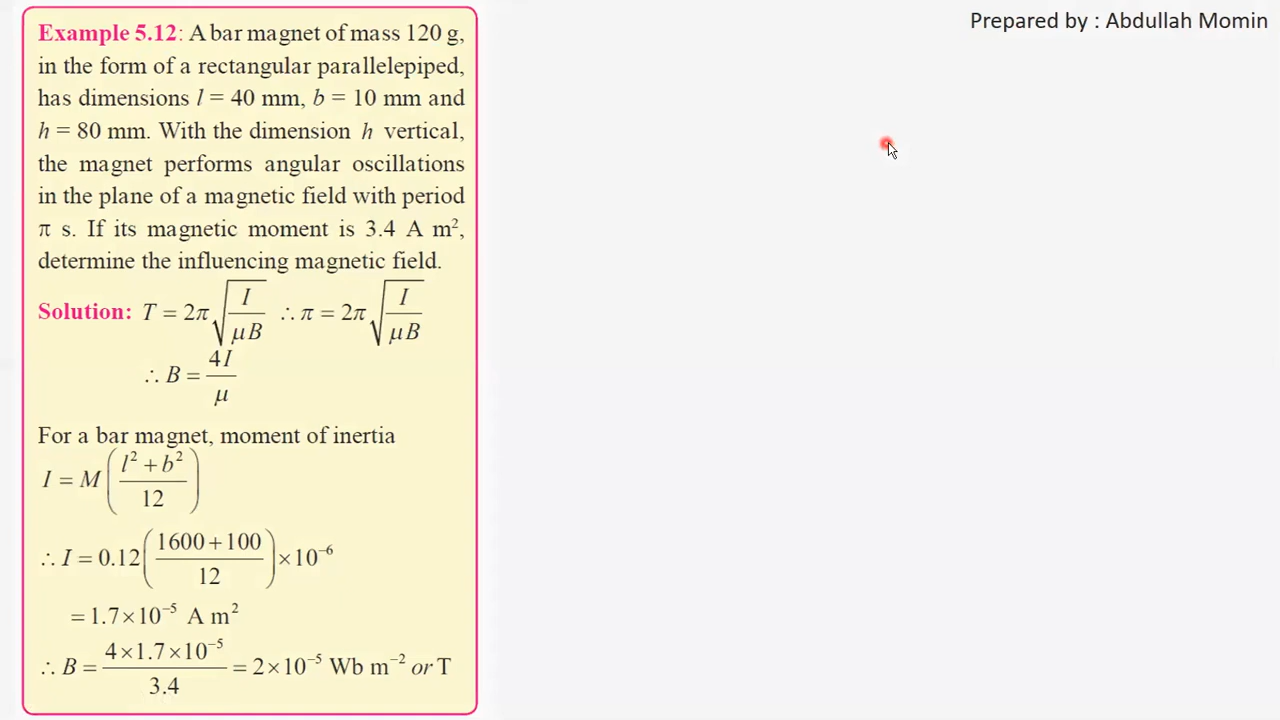 Prepared by : Abdullah Momin
Example 5.12: A bar magnet of mass 120 g,
in the form of a rectangular parallelepiped,
has dimensions l = 40 mm, b = 10 mm and
h = 80 mm. With the dimension h vertical,
the magnet performs angular oscillations
in the plane of a magnetic field with period
π s. If its magnetic moment is 3.4 A m², 
determine the influencing magnetic field.
Solution: T = 2π√(I/μB) ∴ π = 2π√(I/μB)
∴ B = 4I/μ
For a bar magnet, moment of inertia
I = M((l² + b²)/12)
∴ I = 0.12((1600 + 100)/12) × 10⁻⁶
= 1.7 × 10⁻⁵ A m²
∴ B = (4 × 1.7 × 10⁻⁵)/3.4 = 2 × 10⁻⁵ Wb m⁻² or T